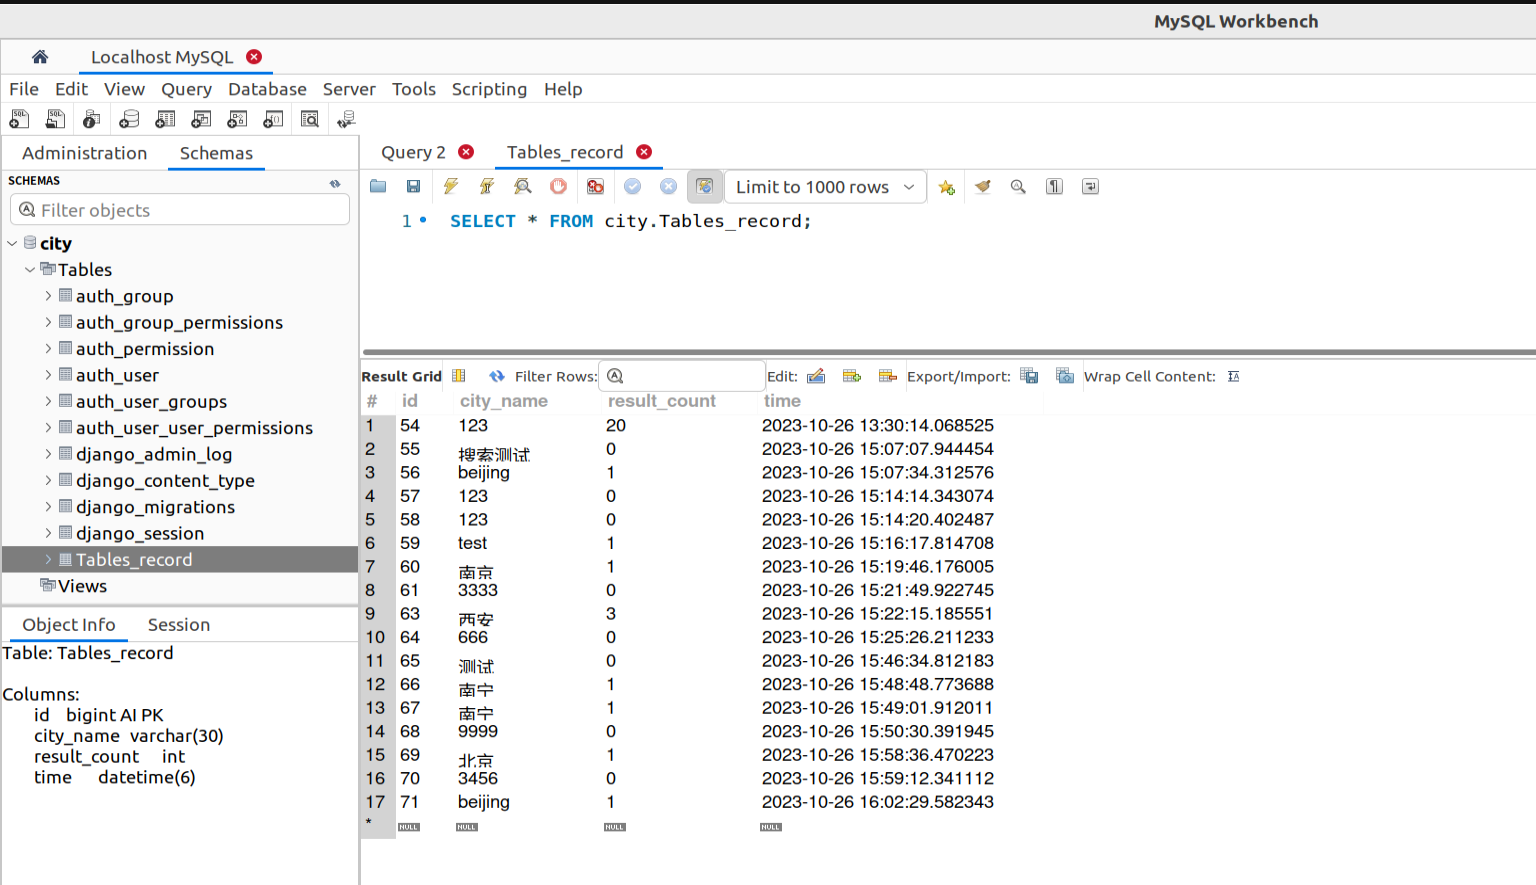 MySQL Workbench
Localhost MySQL
File Edit View Query Database Server Tools Scripting Help
Administration Schemas
SCHEMAS
Filter objects
city
Tables
auth_group
auth_group_permissions
auth_permission
auth_user
auth_user_groups
auth_user_user_permissions
django_admin_log
django_content_type
django_migrations
django_session
Tables_record
Views
Object Info Session
Table: Tables_record
Columns:
id bigint AI PK
city_name varchar(30)
result_count int
time datetime(6)
Query 2 Tables_record
Limit to 1000 rows
1 SELECT * FROM city.Tables_record;
Result Grid Filter Rows: Edit: Export/Import: Wrap Cell Content:
# id city_name result_count time
1 54 123 20 2023-10-26 13:30:14.068525
2 55 搜索测试 0 2023-10-26 15:07:07.944454
3 56 beijing 1 2023-10-26 15:07:34.312576
4 57 123 0 2023-10-26 15:14:14.343074
5 58 123 0 2023-10-26 15:14:20.402487
6 59 test 1 2023-10-26 15:16:17.814708
7 60 南京 1 2023-10-26 15:19:46.176005
8 61 3333 0 2023-10-26 15:21:49.922745
9 63 西安 3 2023-10-26 15:22:15.185551
10 64 666 0 2023-10-26 15:25:26.211233
11 65 测试 0 2023-10-26 15:46:34.812183
12 66 南宁 1 2023-10-26 15:48:48.773688
13 67 南宁 1 2023-10-26 15:49:01.912011
14 68 9999 0 2023-10-26 15:50:30.391945
15 69 北京 1 2023-10-26 15:58:36.470223
16 70 3456 0 2023-10-26 15:59:12.341112
17 71 beijing 1 2023-10-26 16:02:29.582343
* NULL NULL NULL NULL